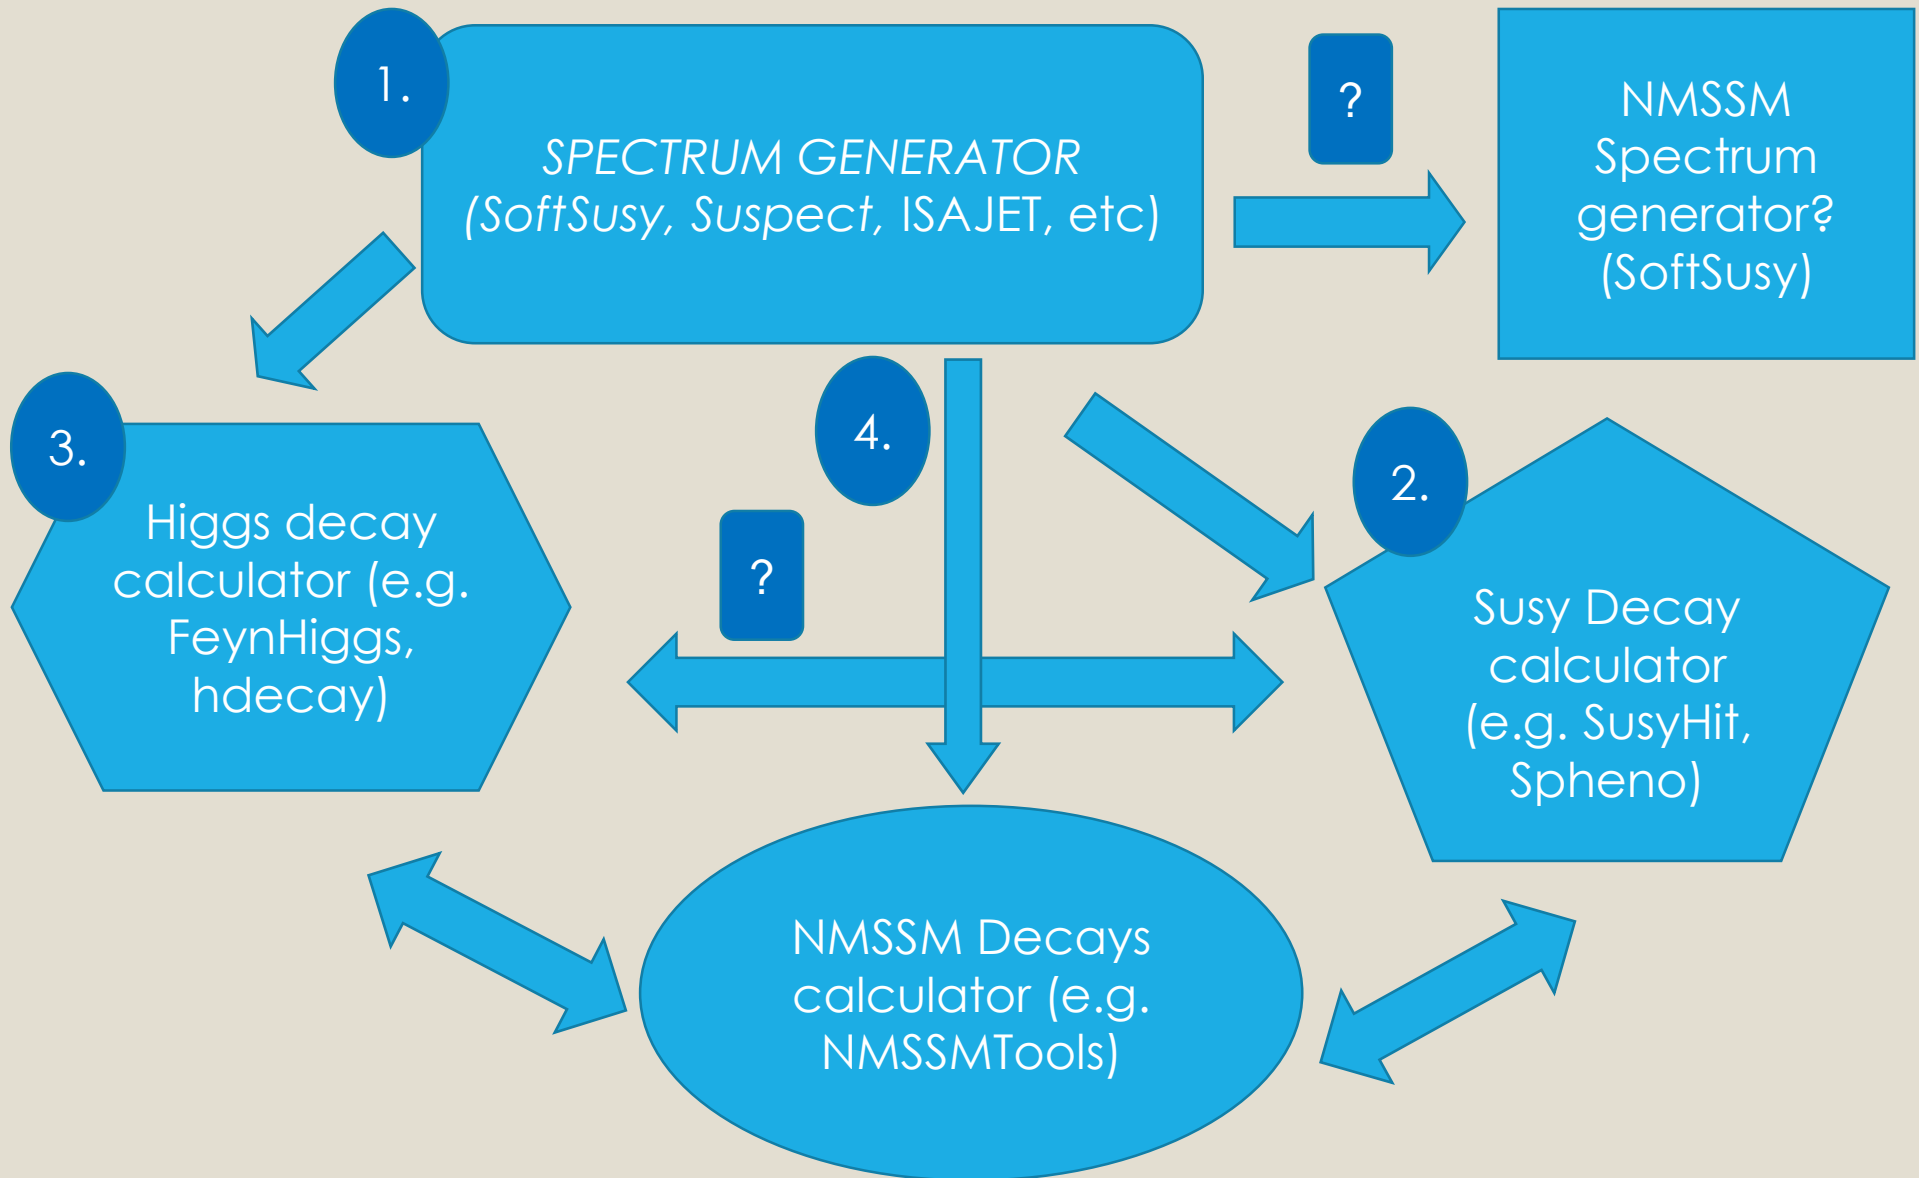 1.
SPECTRUM GENERATOR
(SoftSusy, Suspect, ISAJET, etc)
?
NMSSM
Spectrum
generator?
(SoftSusy)
3.
Higgs decay
calculator (e.g.
FeynHiggs,
hdecay)
4.
?
2.
Susy Decay
calculator
(e.g. SusyHit,
Spheno)
NMSSM Decays
calculator (e.g.
NMSSMTools)